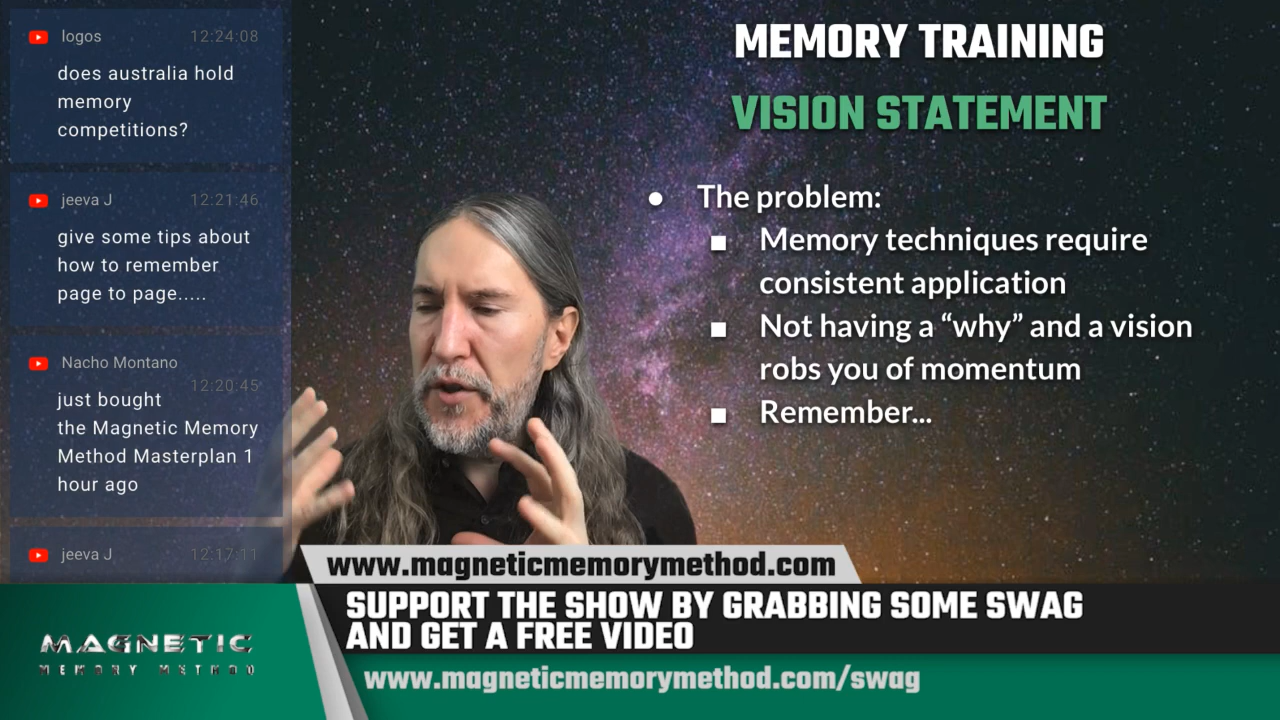 logos 12:24:08
does australia hold
memory
competitions?
jeeva J 12:21:46
give some tips about
how to remember
page to page.....
Nacho Montano
12:20:45
just bought
the Magnetic Memory
Method Masterplan 1
hour ago
jeeva J 12:17:11
MEMORY TRAINING
VISION STATEMENT
● The problem:
■ Memory techniques require
consistent application
■ Not having a “why” and a vision
robs you of momentum
■ Remember...
www.magneticmemorymethod.com
SUPPORT THE SHOW BY GRABBING SOME SWAG
AND GET A FREE VIDEO
www.magneticmemorymethod.com/swag
MAGNETIC
MEMORY METHOD